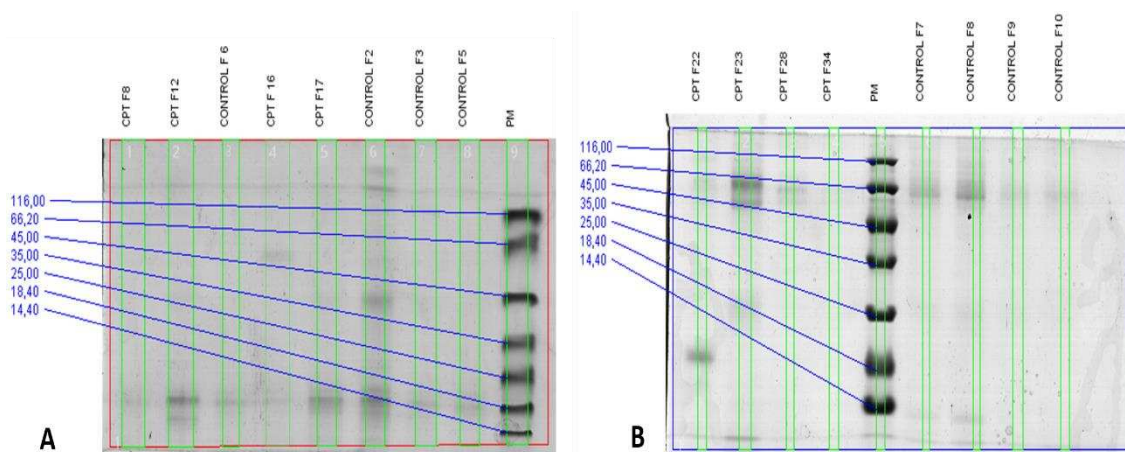 CPT F8
CPT F12
CONTROL F 6
CPT F 16
CPT F17
CONTROL F2
CONTROL F3
CONTROL F5
PM
1
2
3
4
5
6
7
8
9
116,00
66,20
45,00
35,00
25,00
18,40
14,40
A
CPT F22
CPT F23
CPT F28
CPT F34
PM
CONTROL F7
CONTROL F8
CONTROL F9
CONTROL F10
116,00
66,20
45,00
35,00
25,00
18,40
14,40
B